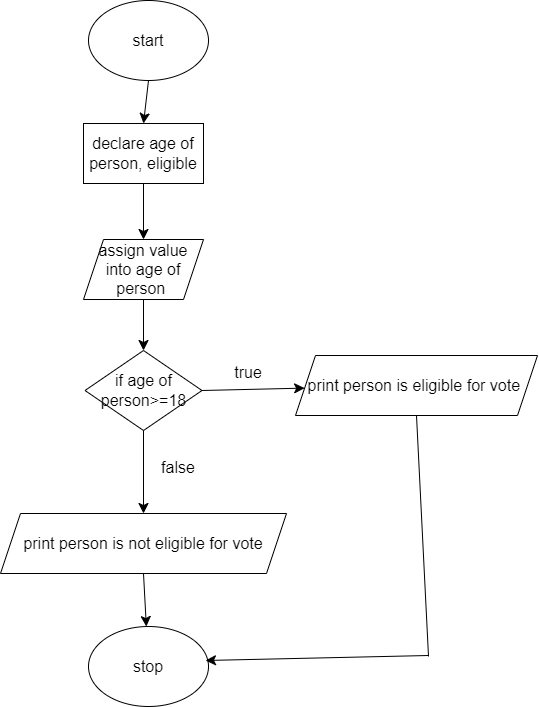 start
declare age of
person, eligible
assign value
into age of
person
if age of
person>=18
true
print person is eligible for vote
false
print person is not eligible for vote
stop